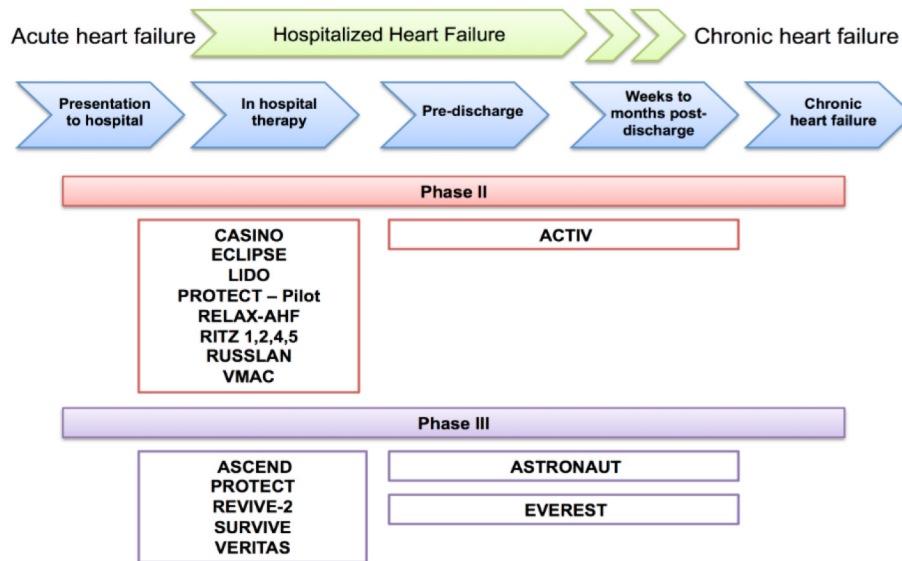 Acute heart failure
Hospitalized Heart Failure
Chronic heart failure
Presentation
to hospital
In hospital
therapy
Pre-discharge
Weeks to
months post-
discharge
Chronic
heart failure
Phase II
CASINO
ECLIPSE
LIDO
PROTECT – Pilot
RELAX-AHF
RITZ 1,2,4,5
RUSSLAN
VMAC
ACTIV
Phase III
ASCEND
PROTECT
REVIVE-2
SURVIVE
VERITAS
ASTRONAUT
EVEREST